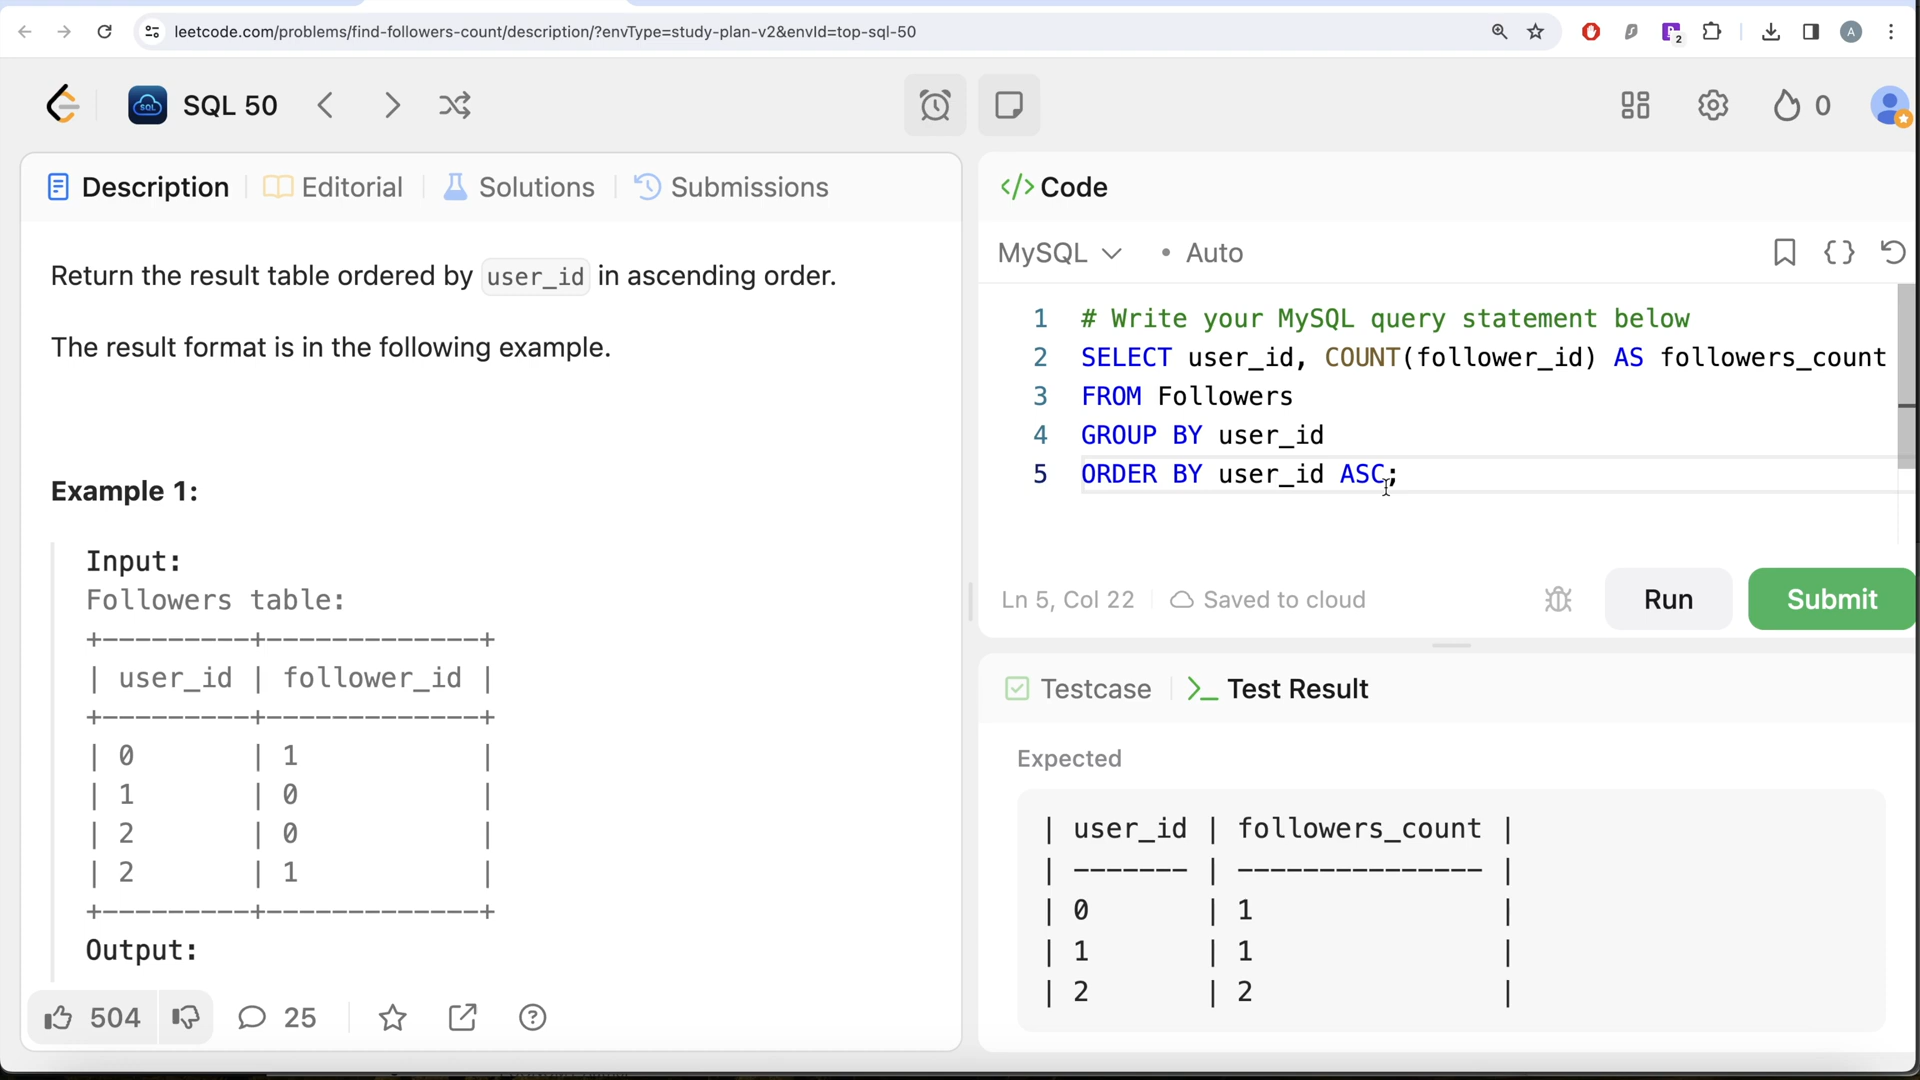 leetcode.com/problems/find-followers-count/description/?envType=study-plan-v2&envId=top-sql-50
2
A
SQL
SQL 50
0
Description
Editorial
Solutions
Submissions
Return the result table ordered by user_id in ascending order.
The result format is in the following example.
Example 1:
Input:
Followers table:
+---------+-------------+
| user_id | follower_id |
+---------+-------------+
| 0       | 1           |
| 1       | 0           |
| 2       | 0           |
| 2       | 1           |
+---------+-------------+
Output:
504
25
</> Code
MySQL
• Auto
{}
1 # Write your MySQL query statement below
2 SELECT user_id, COUNT(follower_id) AS followers_count
3 FROM Followers
4 GROUP BY user_id
5 ORDER BY user_id ASC;
Ln 5, Col 22
Saved to cloud
Run
Submit
Testcase
>_ Test Result
Expected
| user_id | followers_count |
| ------- | --------------- |
| 0       | 1               |
| 1       | 1               |
| 2       | 2               |